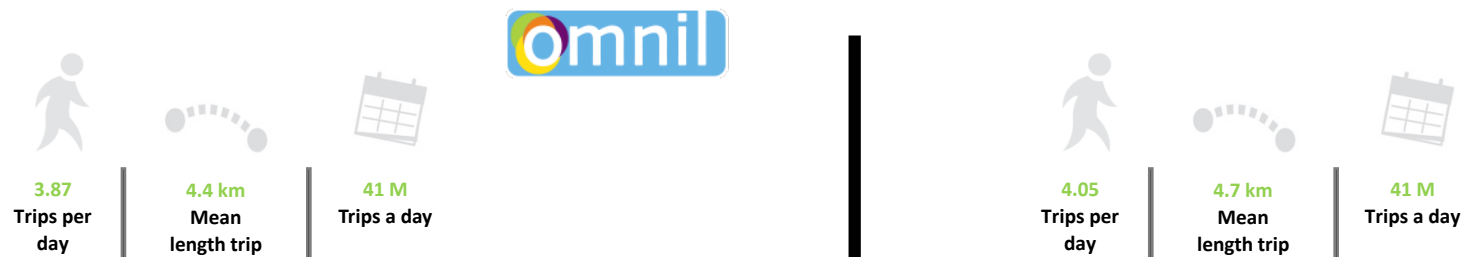 omnil
3.87
Trips per
day
4.4 km
Mean
length trip
41 M
Trips a day
4.05
Trips per
day
4.7 km
Mean
length trip
41 M
Trips a day